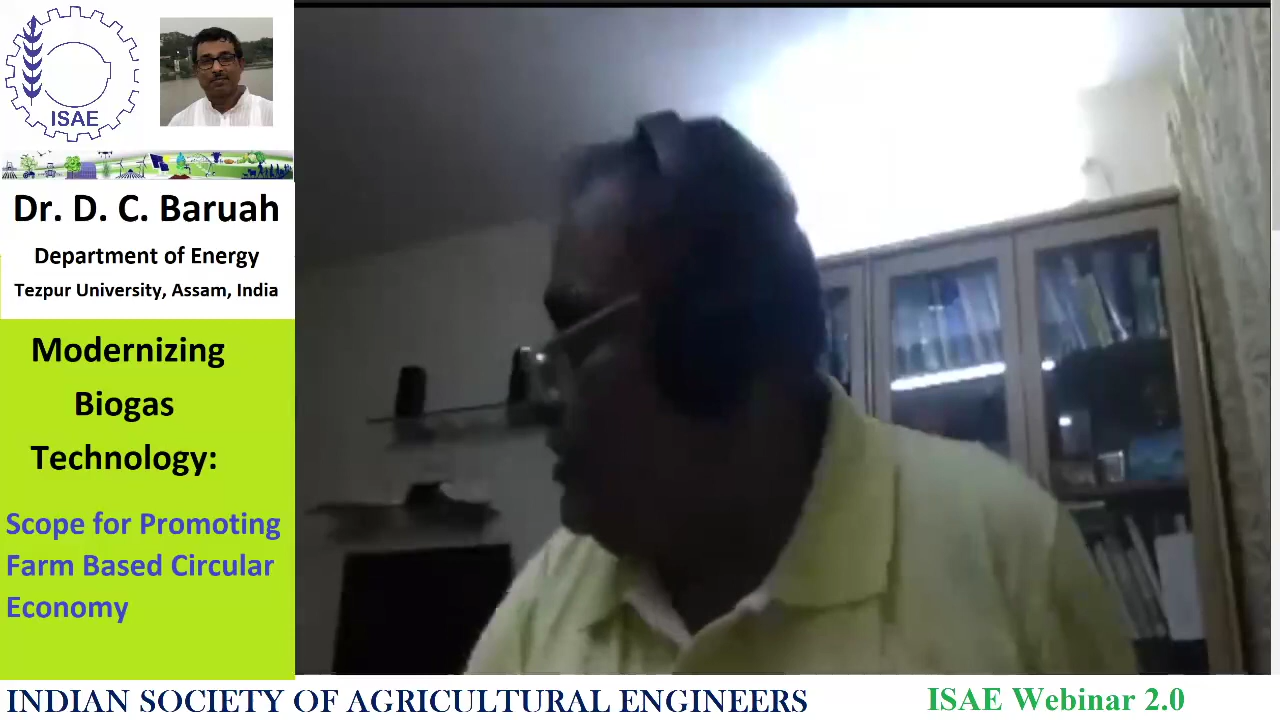 ISAE
Dr. D. C. Baruah
Department of Energy
Tezpur University, Assam, India
Modernizing
Biogas
Technology:
Scope for Promoting
Farm Based Circular
Economy
INDIAN SOCIETY OF AGRICULTURAL ENGINEERS
ISAE Webinar 2.0